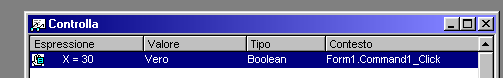 Controlla
Espressione Valore Tipo Contesto
X = 30 Vero Boolean Form1.Command1_Click